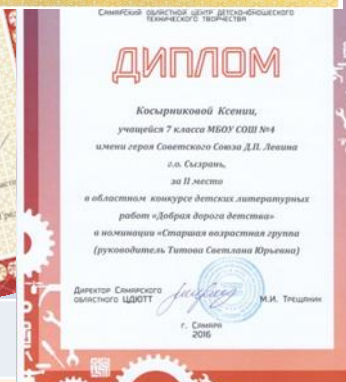 Самарский областной центр детско-юношеского
технического творчества
ДИПЛОМ
Косырниковой Ксении,
учащейся 7 класса МБОУ СОШ №4
имени героя Советского Союза Д.П. Левина
г.о. Сызрань,
за II место
в областном конкурсе детских литературных
работ «Добрая дорога детства»
в номинации «Старшая возрастная группа
(руководитель Титова Светлана Юрьевна)
Директор Самарского
областного ЦДЮТТ
М.И. Трещянин
г. Самара
2016